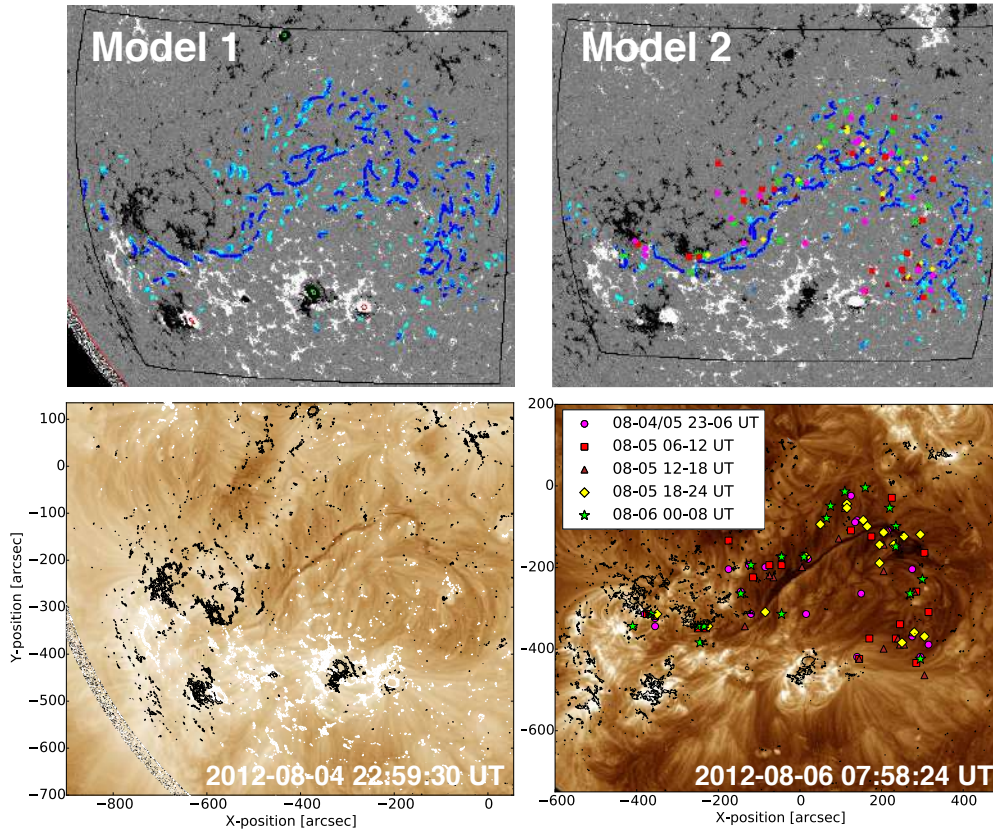 Model 1
Model 2
100
0
−100
−200
−300
−400
−500
−600
−700
Y-position [arcsec]
−800
−600
−400
−200
0
X-position [arcsec]
2012-08-04 22:59:30 UT
200
0
−200
−400
−600
08-04/05 23-06 UT
08-05 06-12 UT
08-05 12-18 UT
08-05 18-24 UT
08-06 00-08 UT
2012-08-06 07:58:24 UT
−600
−400
−200
0
200
400
X-position [arcsec]